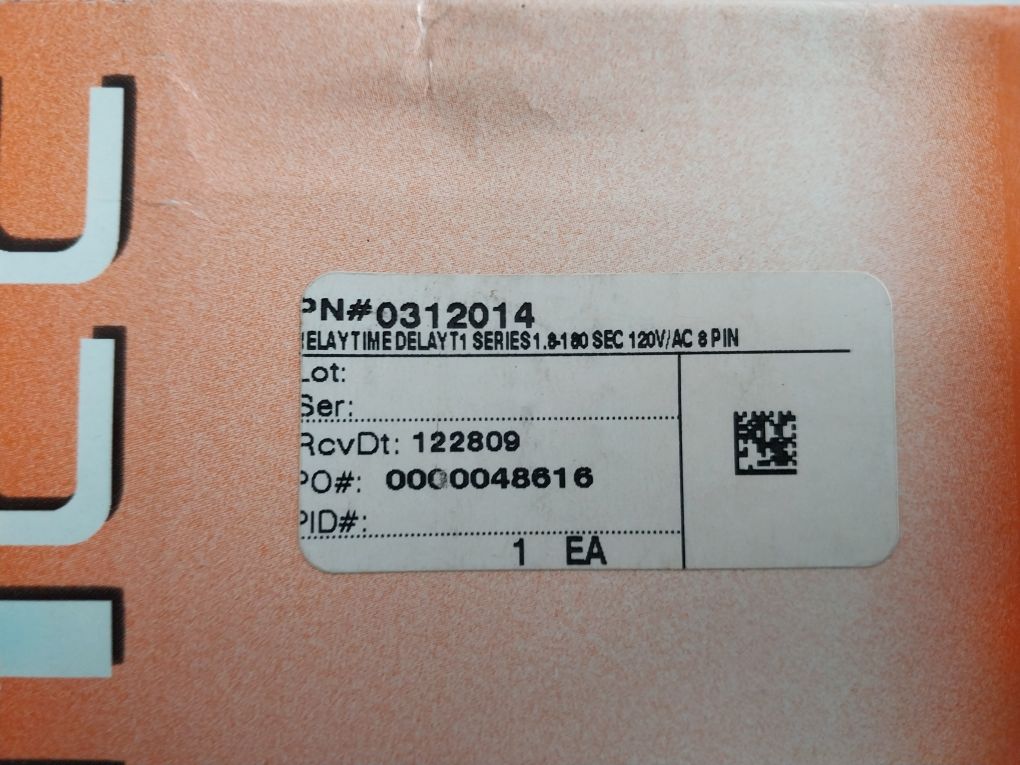 PN#0312014
RELAY TIME DELAY T1 SERIES 1.8-180 SEC 120V/AC 8 PIN
Lot:
Ser:
RcvDt: 122809
PO#: 0000048616
PID#:
1 EA